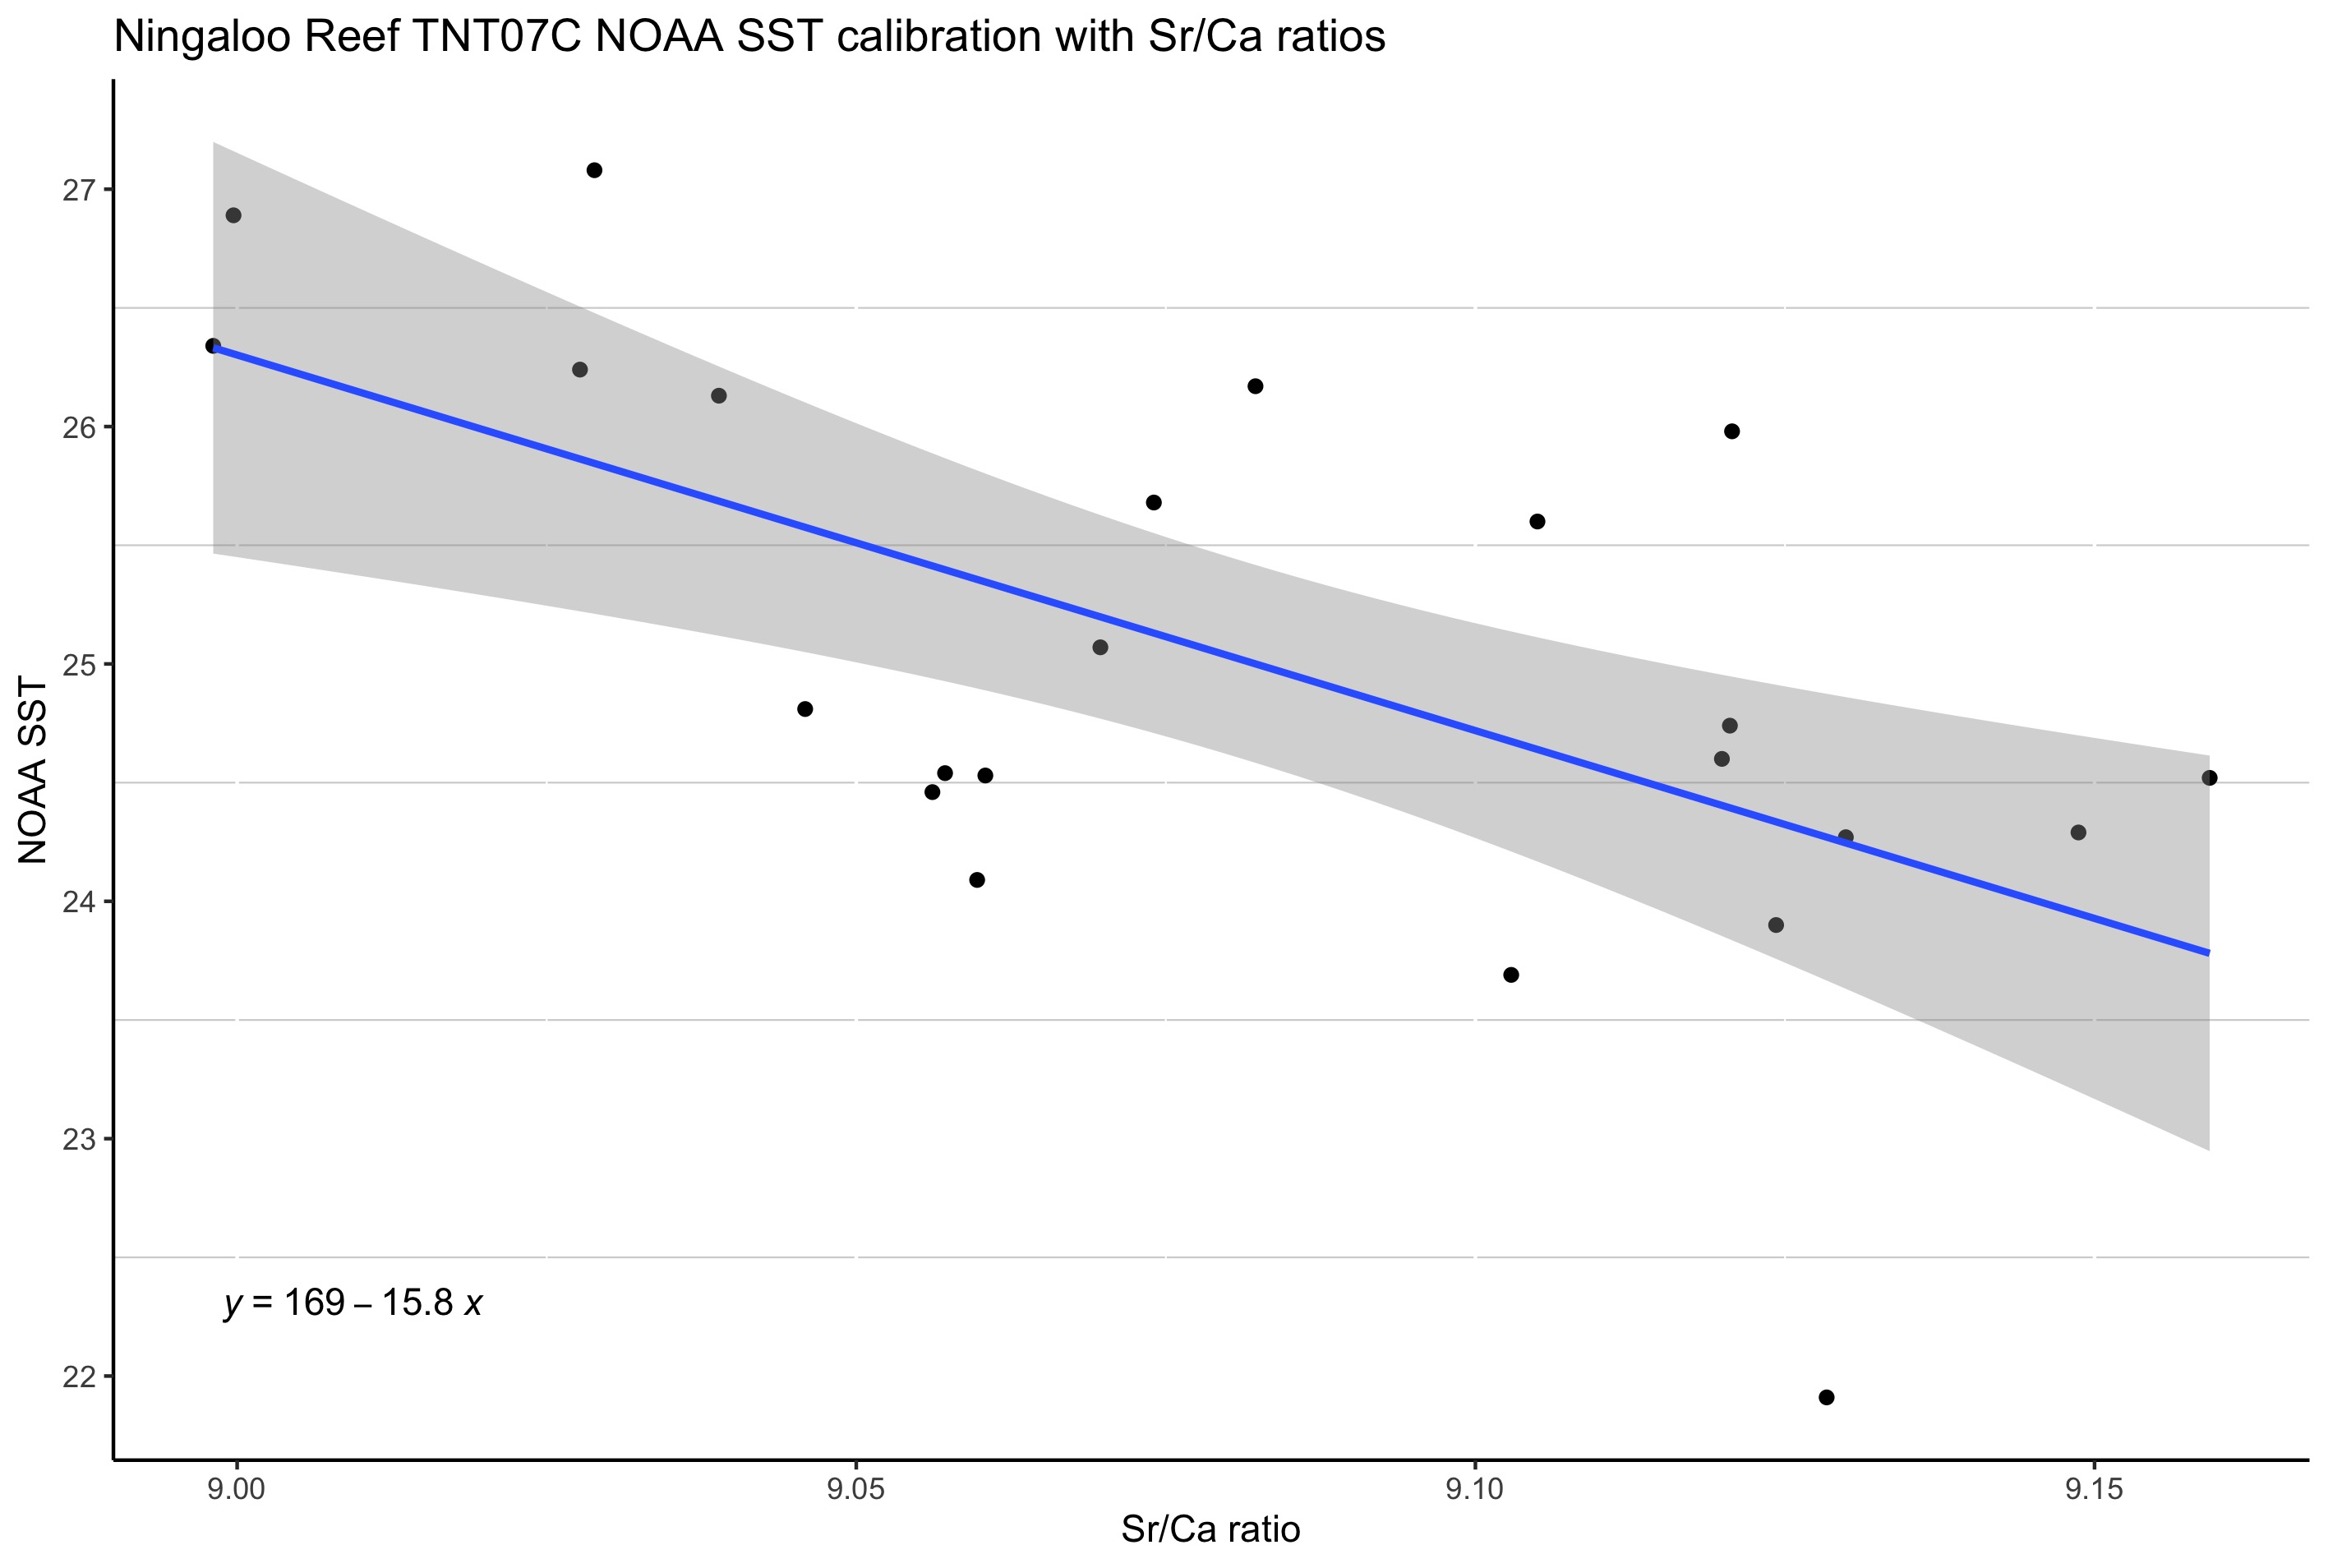 Ningaloo Reef TNT07C NOAA SST calibration with Sr/Ca ratios
27
26
25
24
23
22
NOAA SST
y = 169 – 15.8 x
9.00 9.05 9.10 9.15
Sr/Ca ratio